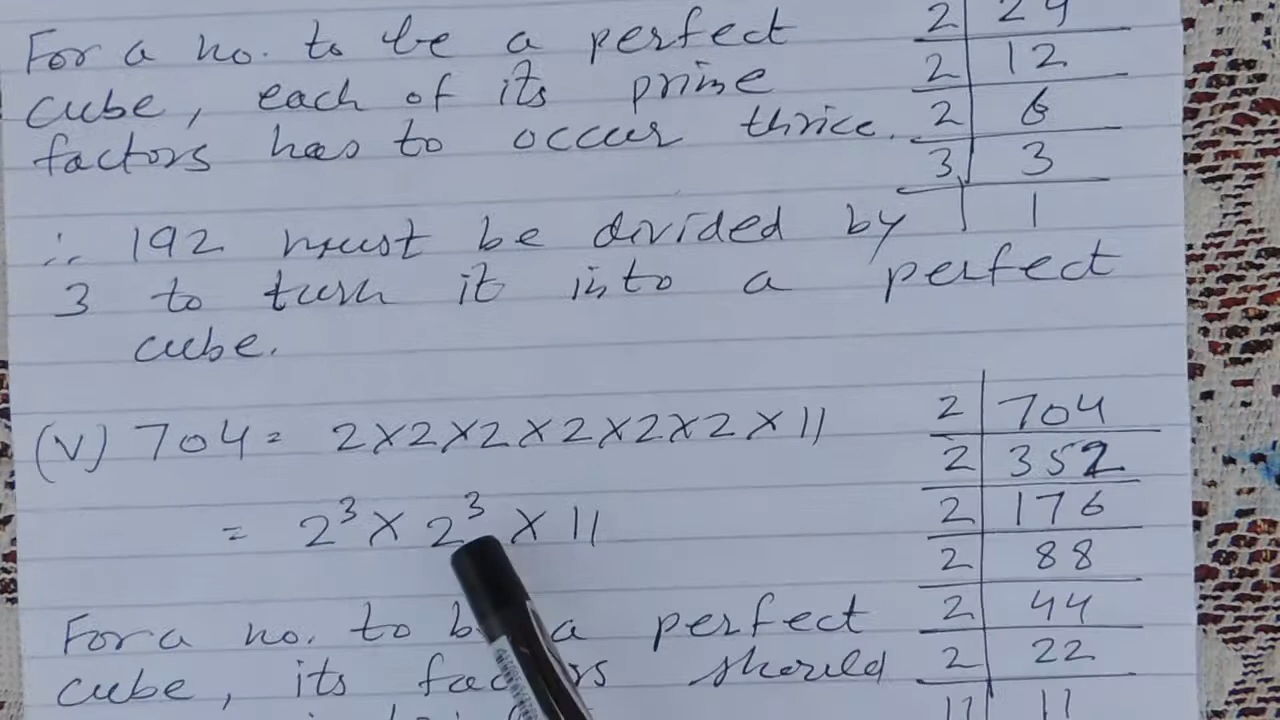 For a no. to be a perfect
cube, each of its prime
factors has to occur thrice.
∴ 192 must be divided by
3 to turn it into a perfect
cube.
2 | 24
2 | 12
2 | 6
3 | 3
| 1
(V) 704 = 2×2×2×2×2×2×11
= 2³ × 2³ × 11
For a no. to a perfect
cube, its should
2 | 704
2 | 352
2 | 176
2 | 88
2 | 44
2 | 22
11 | 11